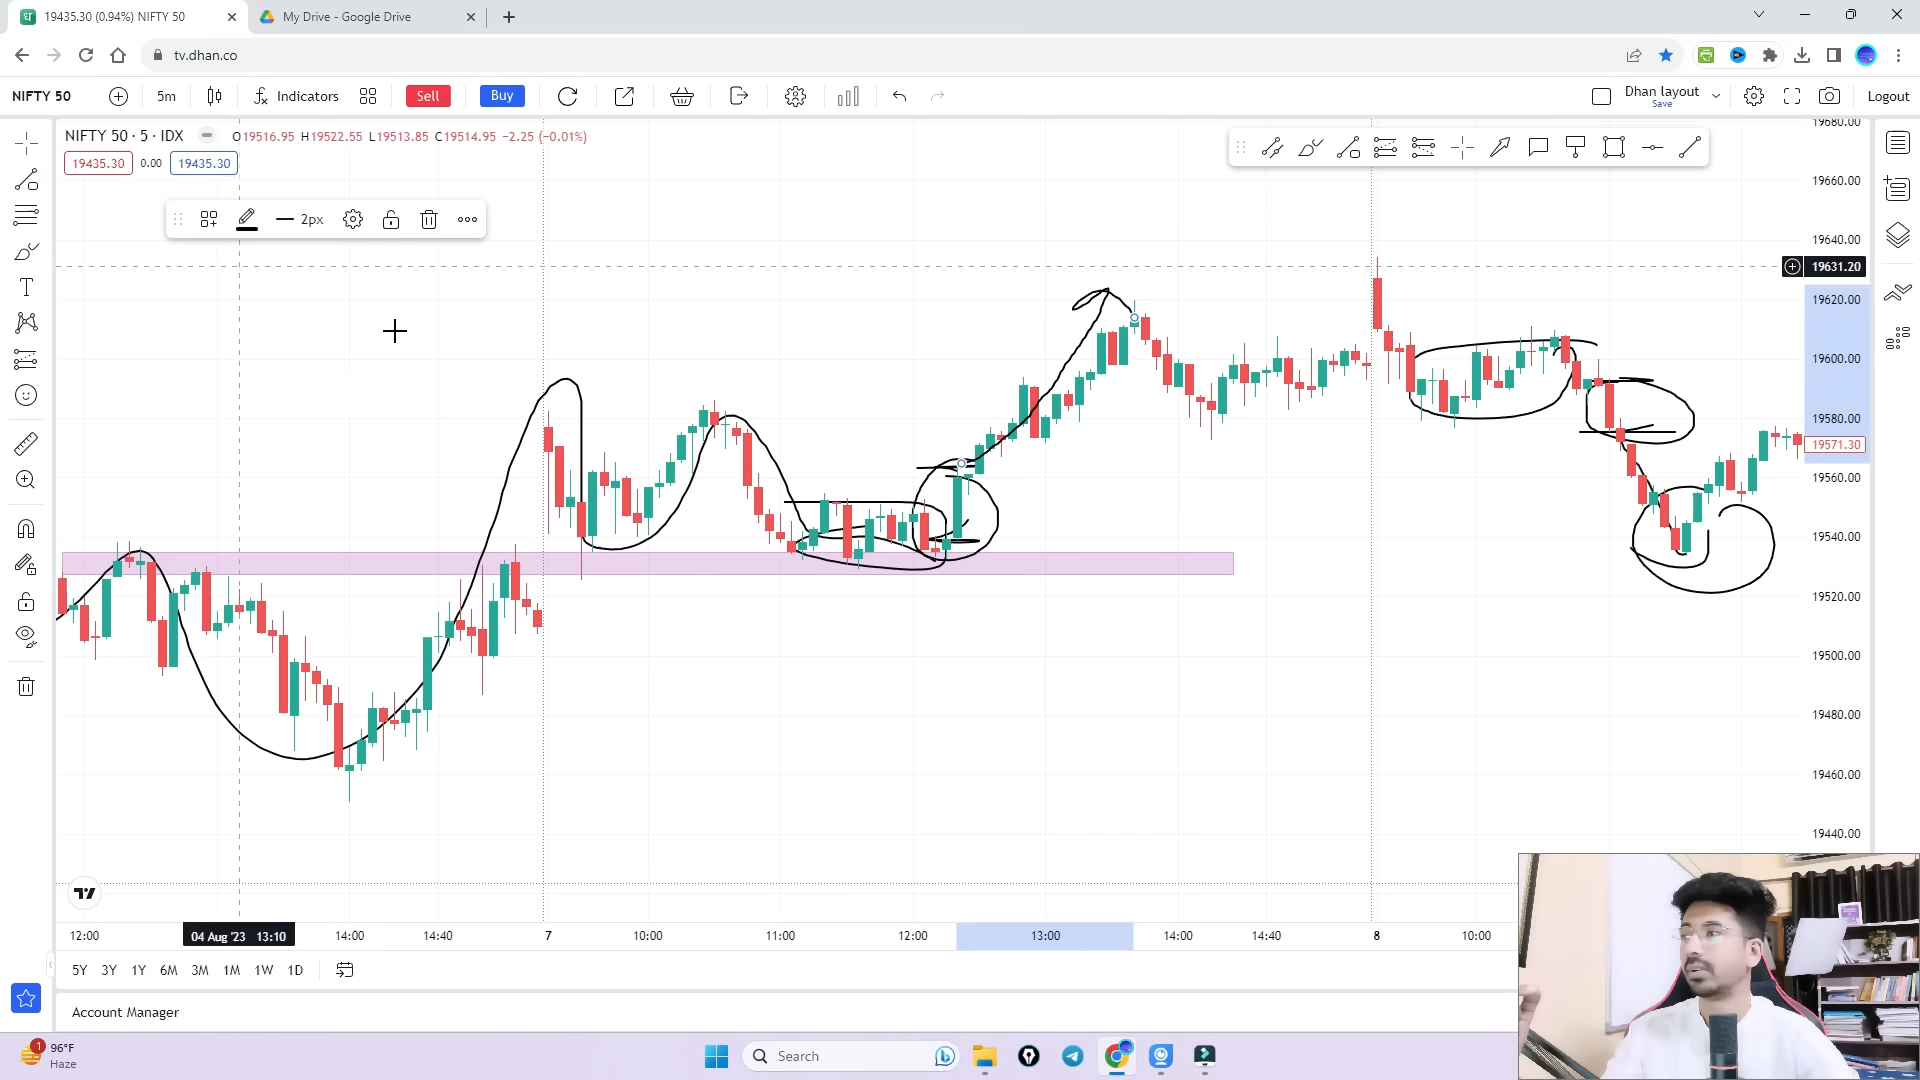 19435.30 (0.94%) NIFTY 50
My Drive - Google Drive
tv.dhan.co
NIFTY 50
5m
Indicators
Sell
Buy
Dhan layout
Save
Logout
NIFTY 50 · 5 · IDX
O19516.95 H19522.55 L19513.85 C19514.95 −2.25 (−0.01%)
19435.30
0.00
19435.30
2px
19680.00
19660.00
19640.00
19631.20
19620.00
19600.00
19580.00
19571.30
19560.00
19540.00
19520.00
19500.00
19480.00
19460.00
19440.00
12:00
04 Aug '23 13:10
14:00
14:40
7
10:00
11:00
12:00
13:00
14:00
14:40
8
10:00
5Y 3Y 1Y 6M 3M 1M 1W 1D
Account Manager
1
96°F
Haze
Search